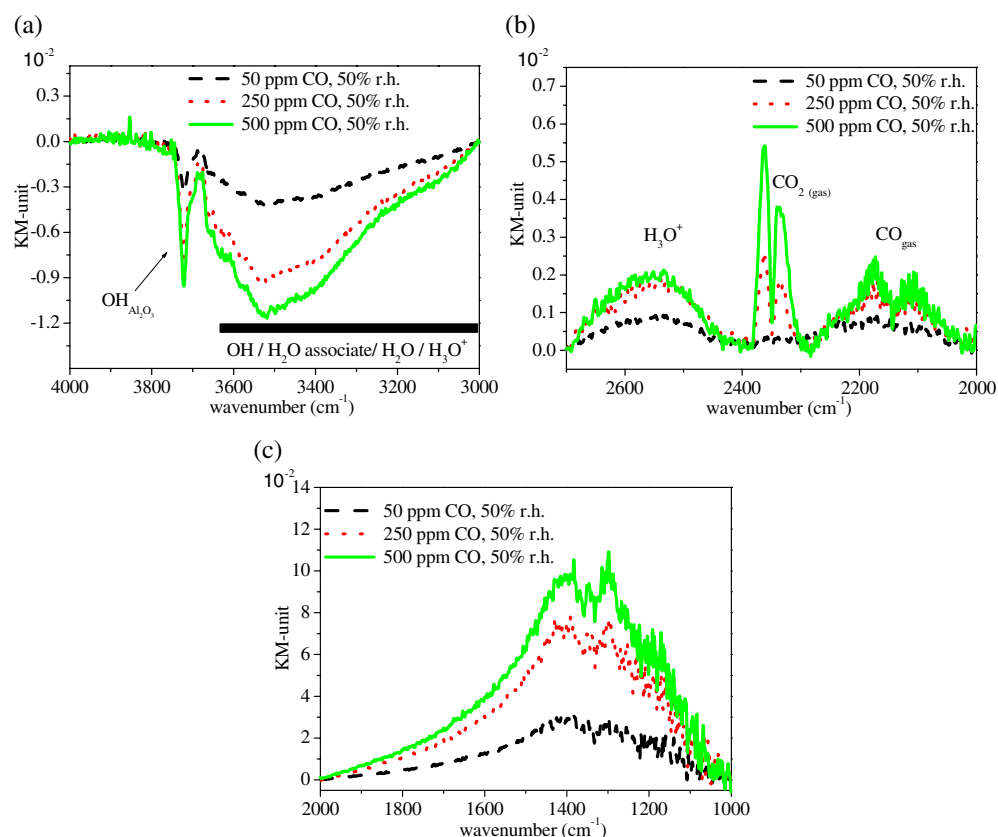 (a)
10⁻²
0.3
0.0
-0.3
-0.6
-0.9
-1.2
KM-unit
50 ppm CO, 50% r.h.
250 ppm CO, 50% r.h.
500 ppm CO, 50% r.h.
OH Al₂O₃
OH / H₂O associate/ H₂O / H₃O⁺
4000 3800 3600 3400 3200 3000
wavenumber (cm⁻¹)
(b)
10⁻²
0.7
0.6
0.5
0.4
0.3
0.2
0.1
0.0
KM-unit
50 ppm CO, 50% r.h.
250 ppm CO, 50% r.h.
500 ppm CO, 50% r.h.
CO₂ (gas)
H₃O⁺
CO gas
2600 2400 2200 2000
wavenumber (cm⁻¹)
(c)
10⁻²
14
12
10
8
6
4
2
0
KM-unit
50 ppm CO, 50% r.h.
250 ppm CO, 50% r.h.
500 ppm CO, 50% r.h.
2000 1800 1600 1400 1200 1000
wavenumber (cm⁻¹)